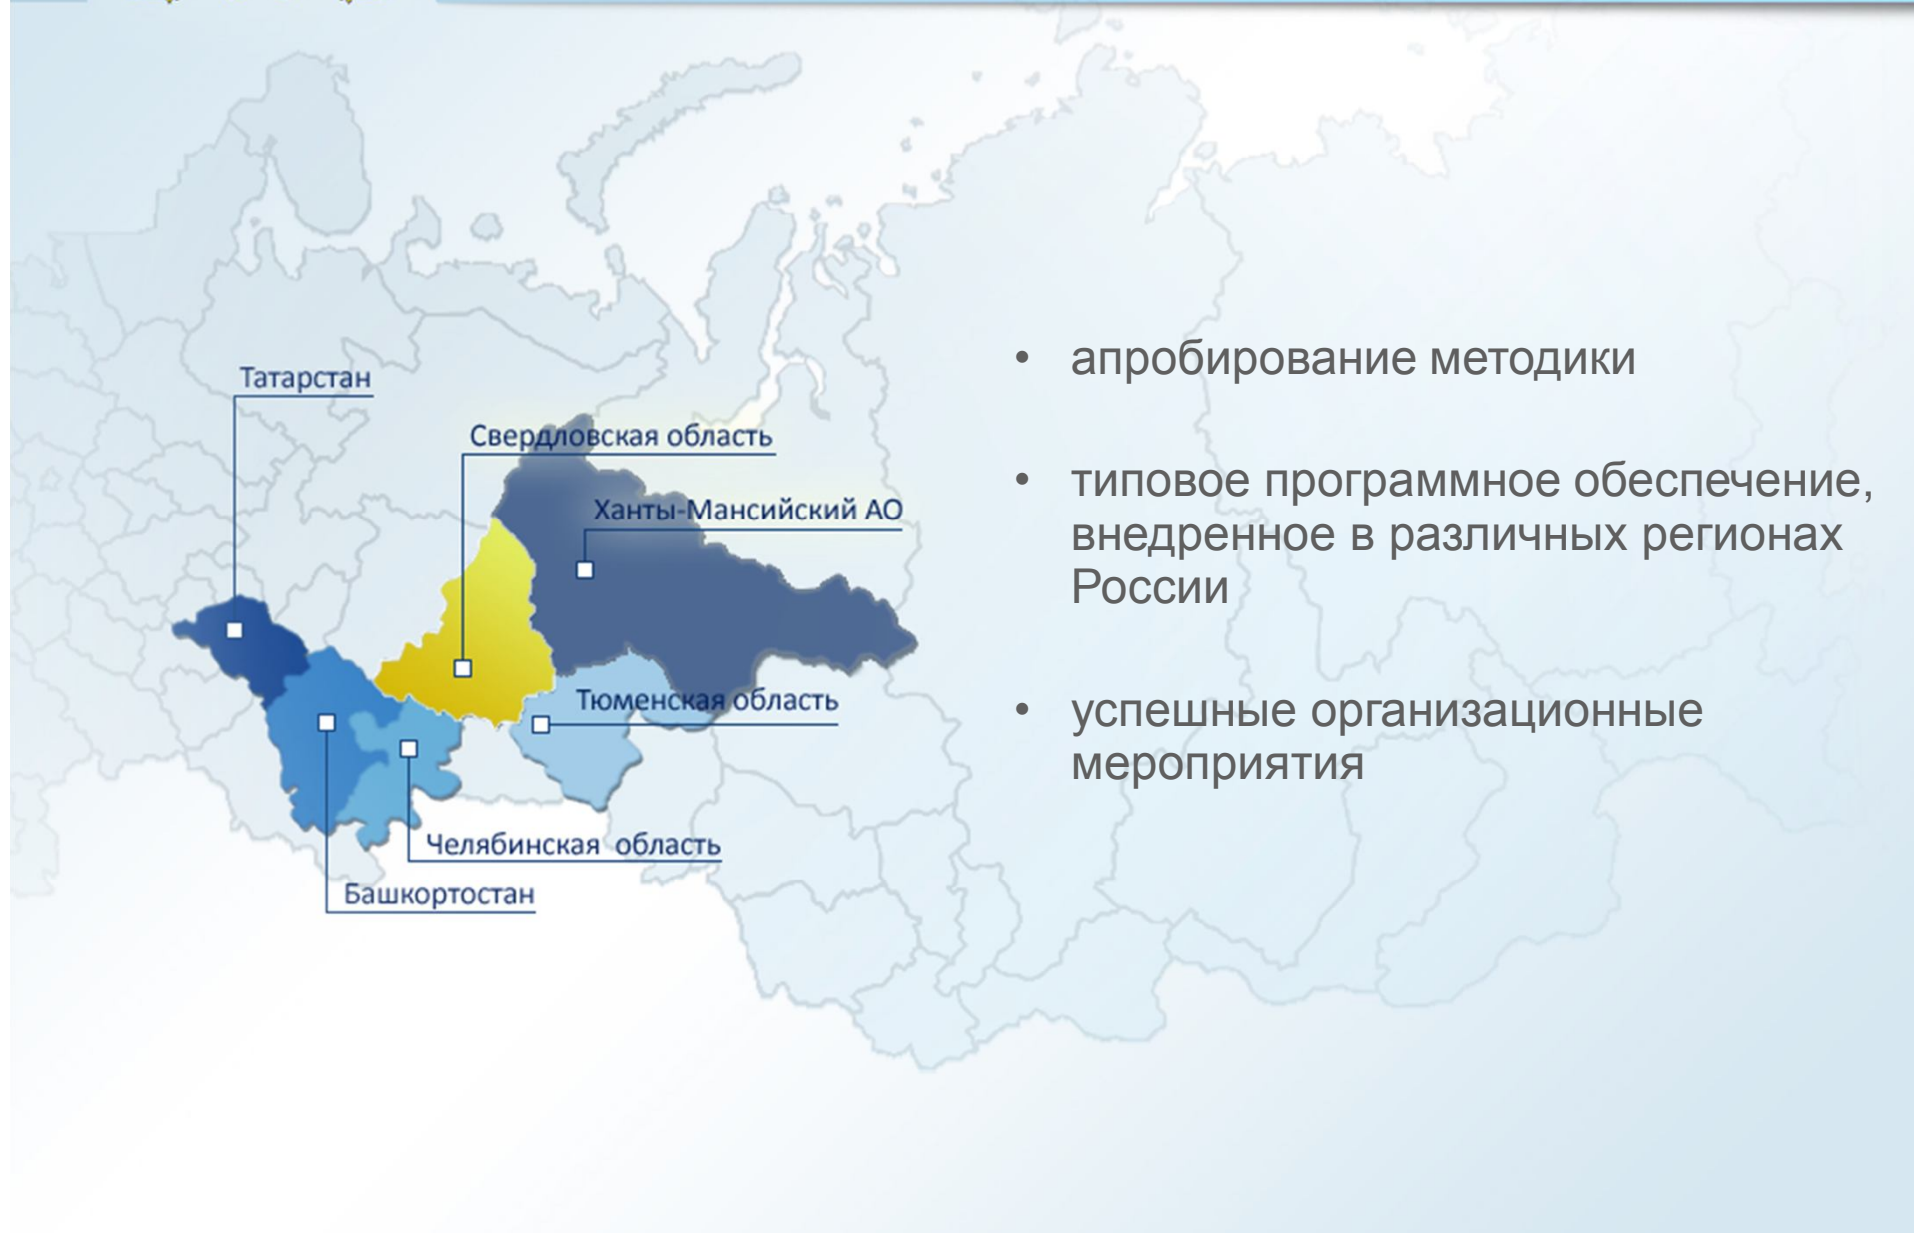 Татарстан
Свердловская область
Ханты-Мансийский АО
Тюменская область
Челябинская область
Башкортостан
• апробирование методики
• типовое программное обеспечение,
внедренное в различных регионах
России
• успешные организационные
мероприятия